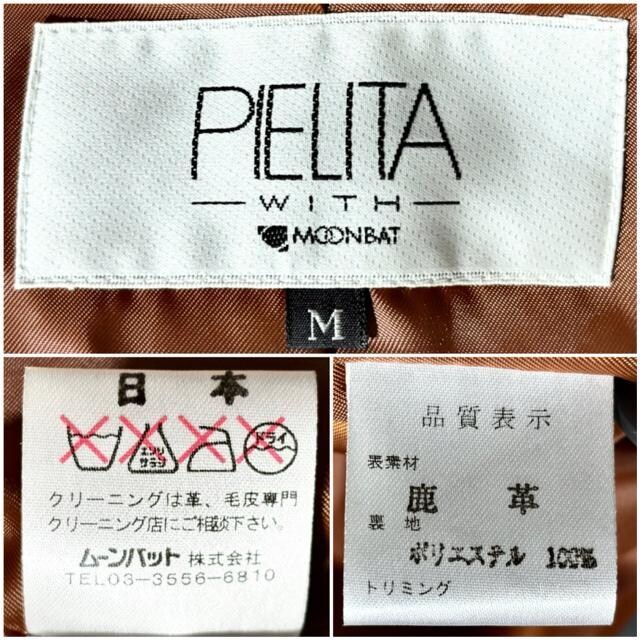 PIELITA
WITH
MOONBAT
M
日本
エンソ
サラシ
ドライ
クリーニングは革、毛皮専門
クリーニング店にご相談下さい。
ムーンバット 株式会社
TEL03-3556-6810
品質表示
表素材
鹿革
裏地
ポリエステル 100%
トリミング